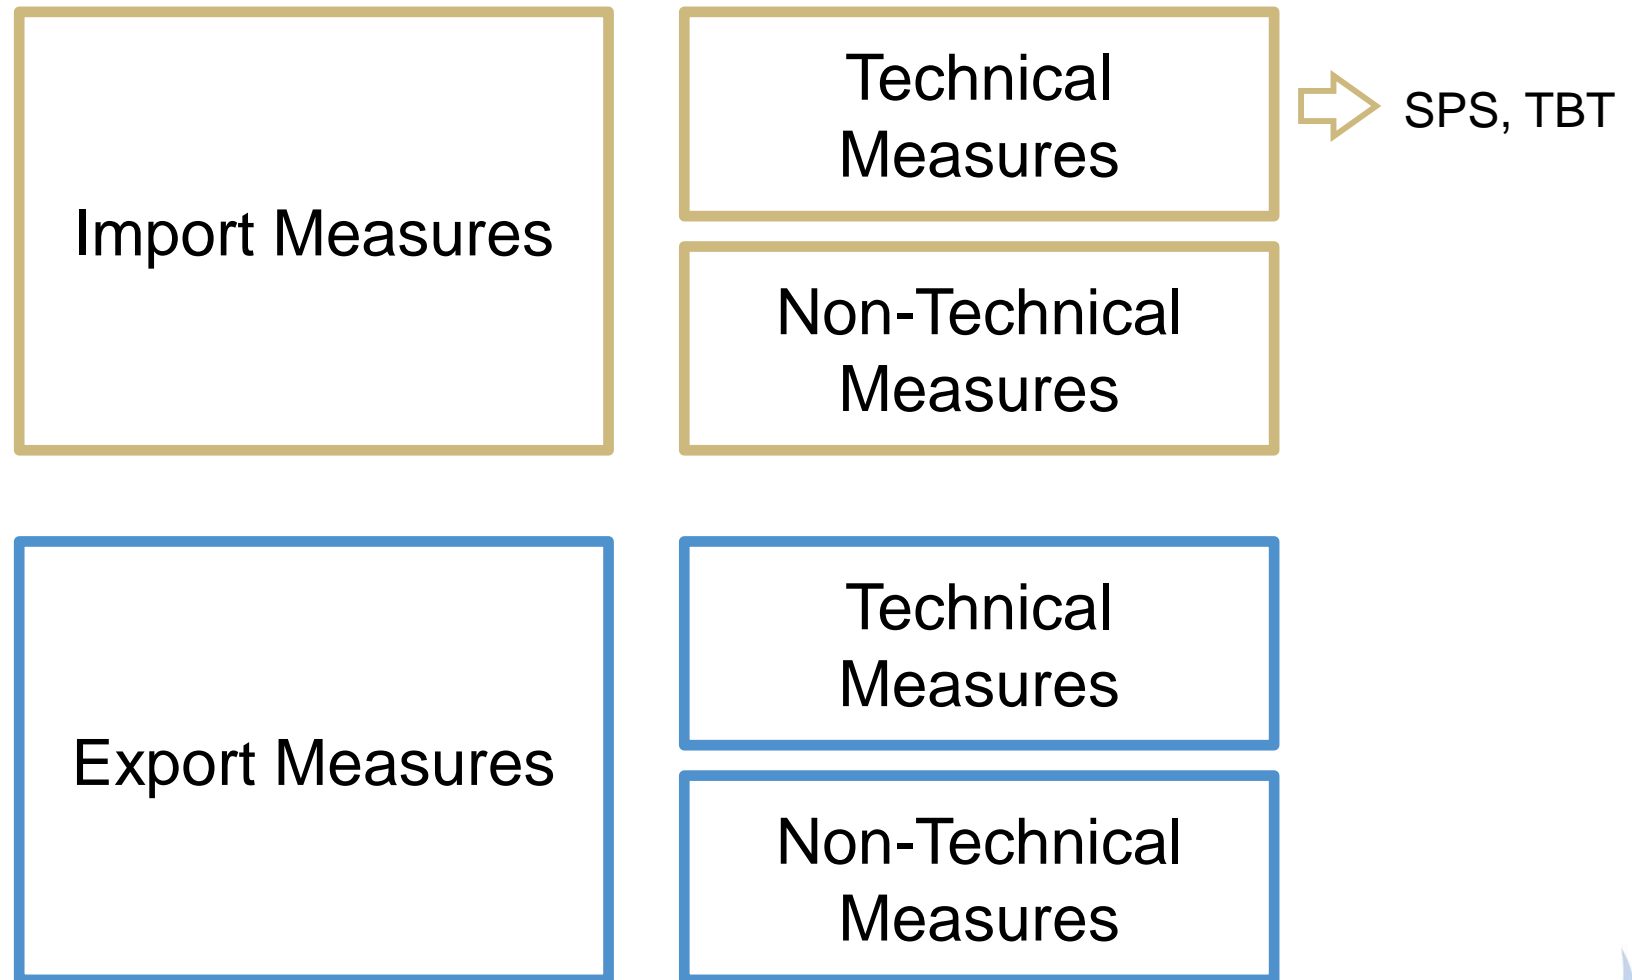 Import Measures
Technical
Measures
SPS, TBT
Non-Technical
Measures
Export Measures
Technical
Measures
Non-Technical
Measures